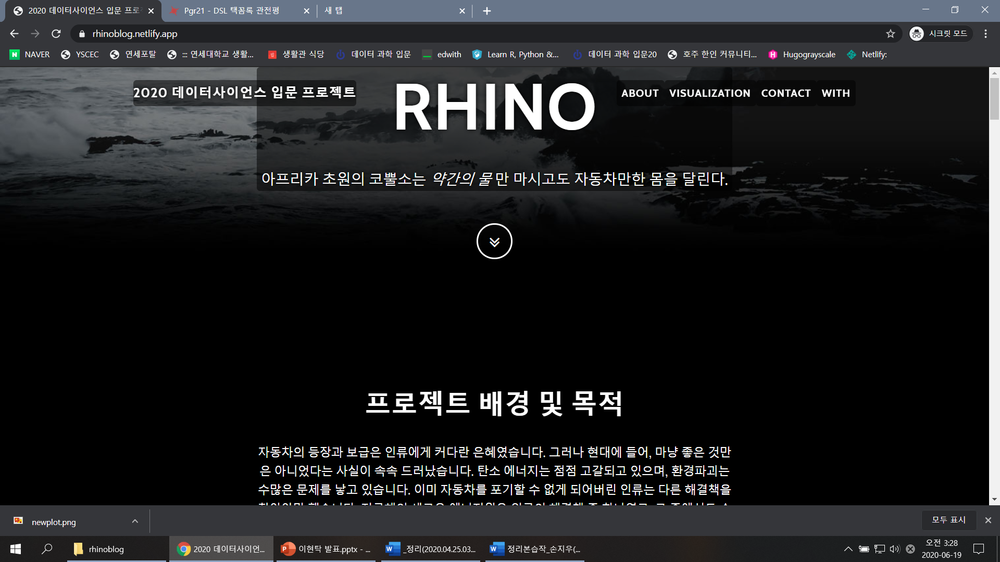 2020 데이터사이언스 입문 프로
Pgr21 - DSL 택꼼록 관전평
새 탭
rhinoblog.netlify.app
시크릿 모드
NAVER
YSCEC
연세포탈
::: 연세대학교 생활...
생활관 식당
데이터 과학 입문
edwith
Learn R, Python &...
데이터 과학 입문20
호주 한인 커뮤니티...
Hugograyscale
Netlify:
2020 데이터사이언스 입문 프로젝트
ABOUT VISUALIZATION CONTACT WITH
RHINO
아프리카 초원의 코뿔소는 약간의 물 만 마시고도 자동차만한 몸을 달린다.
프로젝트 배경 및 목적
자동차의 등장과 보급은 인류에게 커다란 은혜였습니다. 그러나 현대에 들어, 마냥 좋은 것만
은 아니었다는 사실이 속속 드러났습니다. 탄소 에너지는 점점 고갈되고 있으며, 환경파괴는
수많은 문제를 낳고 있습니다. 이미 자동차를 포기할 수 없게 되어버린 인류는 다른 해결책을
newplot.png
모두 표시
rhinoblog
2020 데이터사이언...
이현탁 발표.pptx - ...
_정리(2020.04.25.03...
정리본습작_손지우(...
오전 3:28
2020-06-19